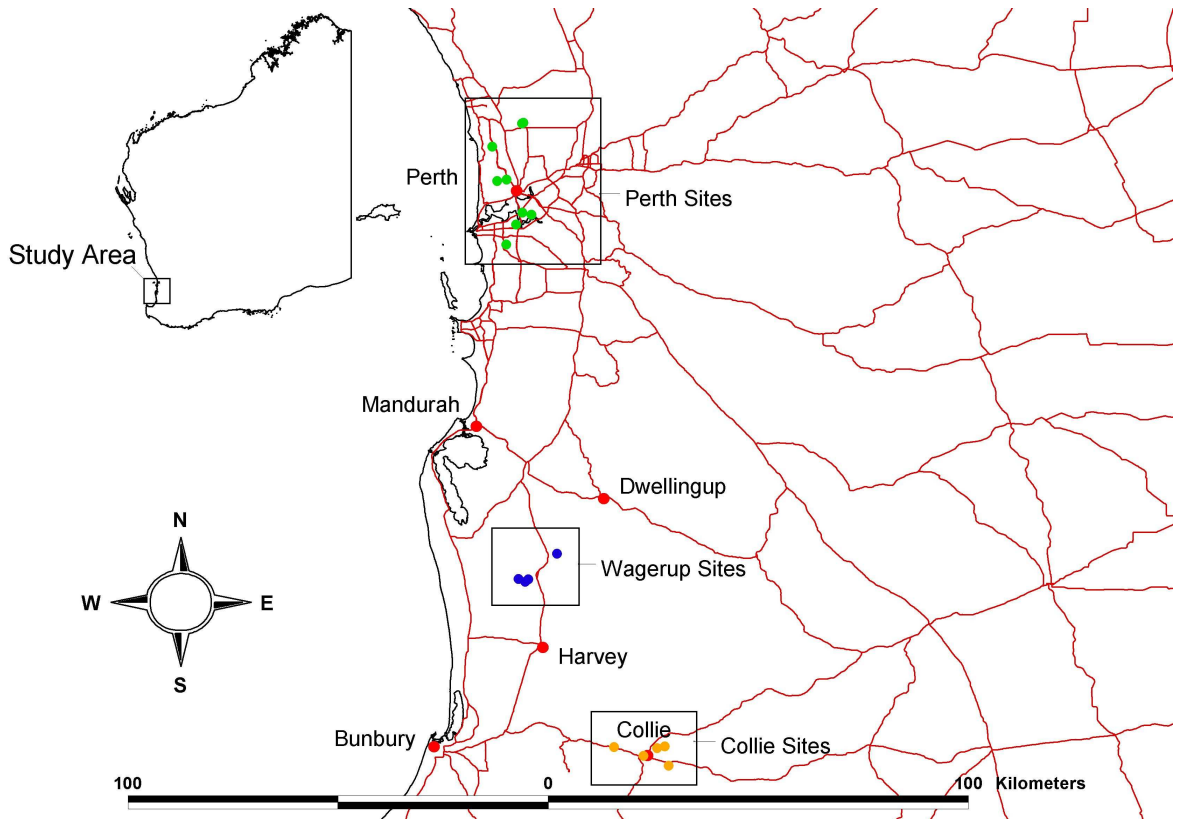 Perth
Perth Sites
Study Area
Mandurah
Dwellingup
N
W
E
S
Wagerup Sites
Harvey
Bunbury
Collie
Collie Sites
100
0
100 Kilometers